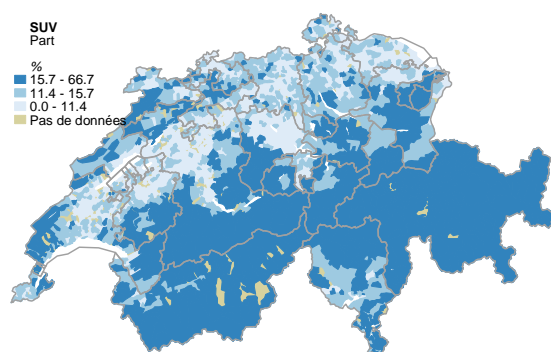 SUV
Part
%
15.7 - 66.7
11.4 - 15.7
0.0 - 11.4
Pas de données